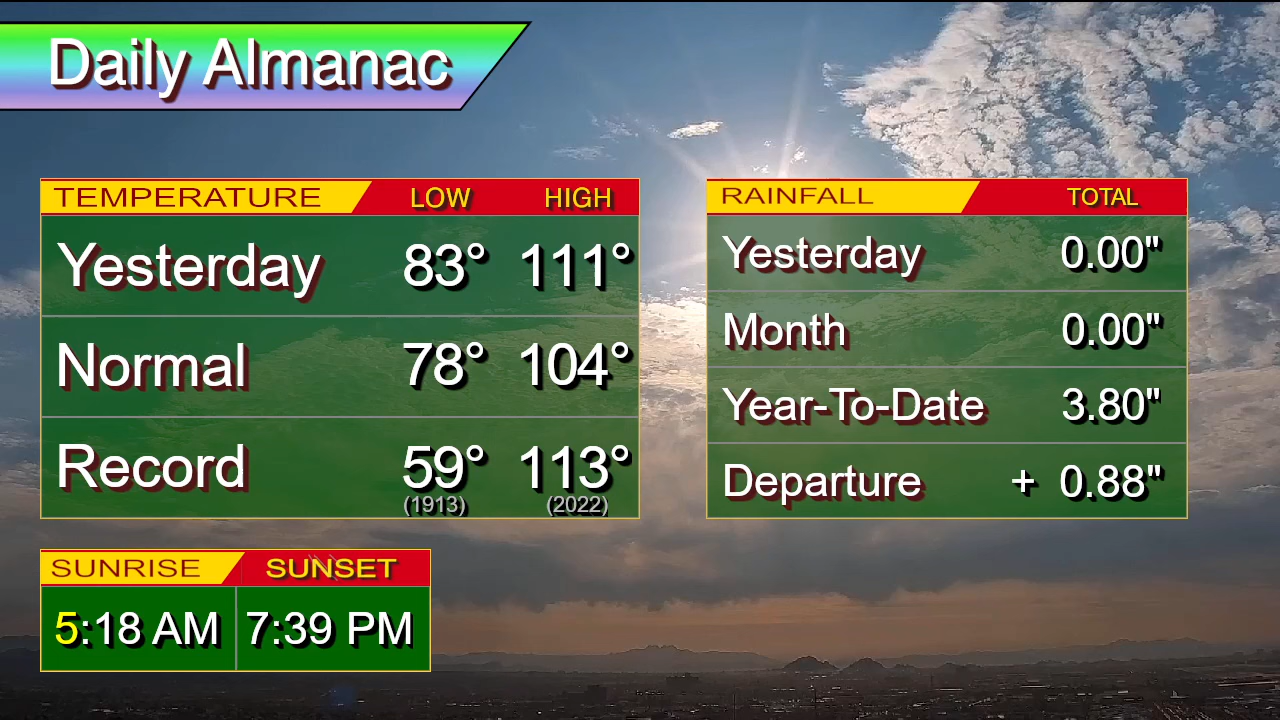 Daily Almanac
TEMPERATURE LOW HIGH
Yesterday 83° 111°
Normal 78° 104°
Record 59° 113°
(1913) (2022)
RAINFALL TOTAL
Yesterday 0.00"
Month 0.00"
Year-To-Date 3.80"
Departure + 0.88"
SUNRISE SUNSET
5:18 AM 7:39 PM